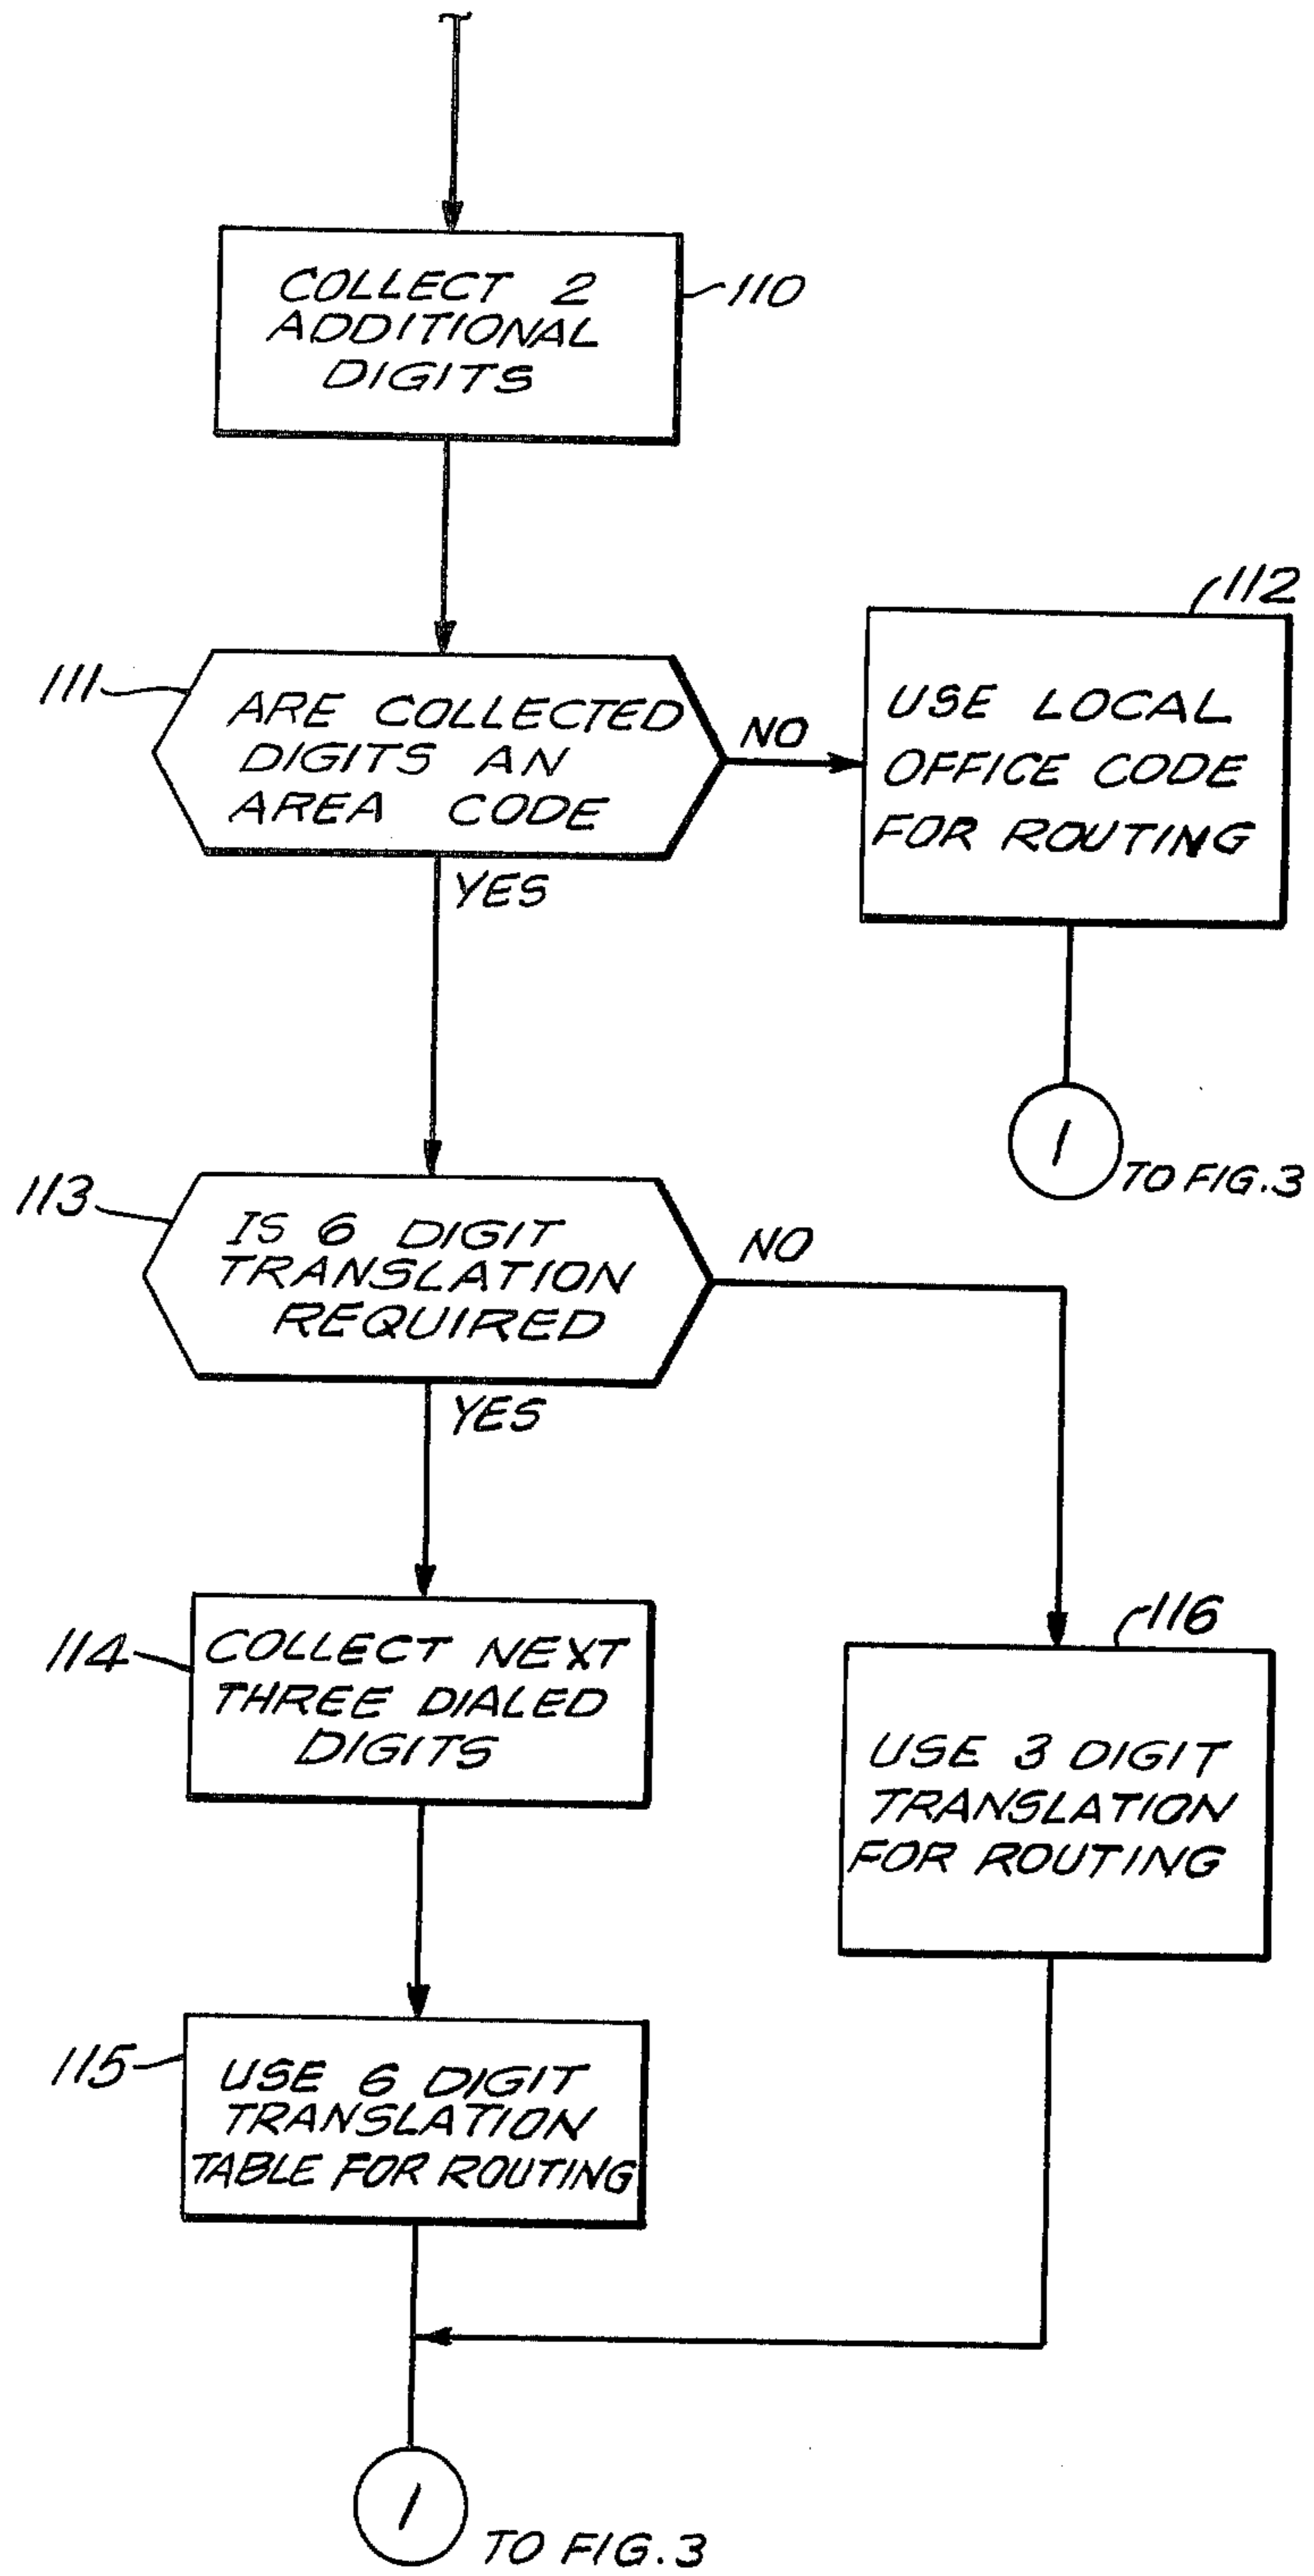 COLLECT 2
ADDITIONAL
DIGITS
110
111
ARE COLLECTED
DIGITS AN
AREA CODE
NO
YES
112
USE LOCAL
OFFICE CODE
FOR ROUTING
1
TO FIG.3
113
IS 6 DIGIT
TRANSLATION
REQUIRED
NO
YES
114
COLLECT NEXT
THREE DIALED
DIGITS
116
USE 3 DIGIT
TRANSLATION
FOR ROUTING
115
USE 6 DIGIT
TRANSLATION
TABLE FOR ROUTING
1
TO FIG.3